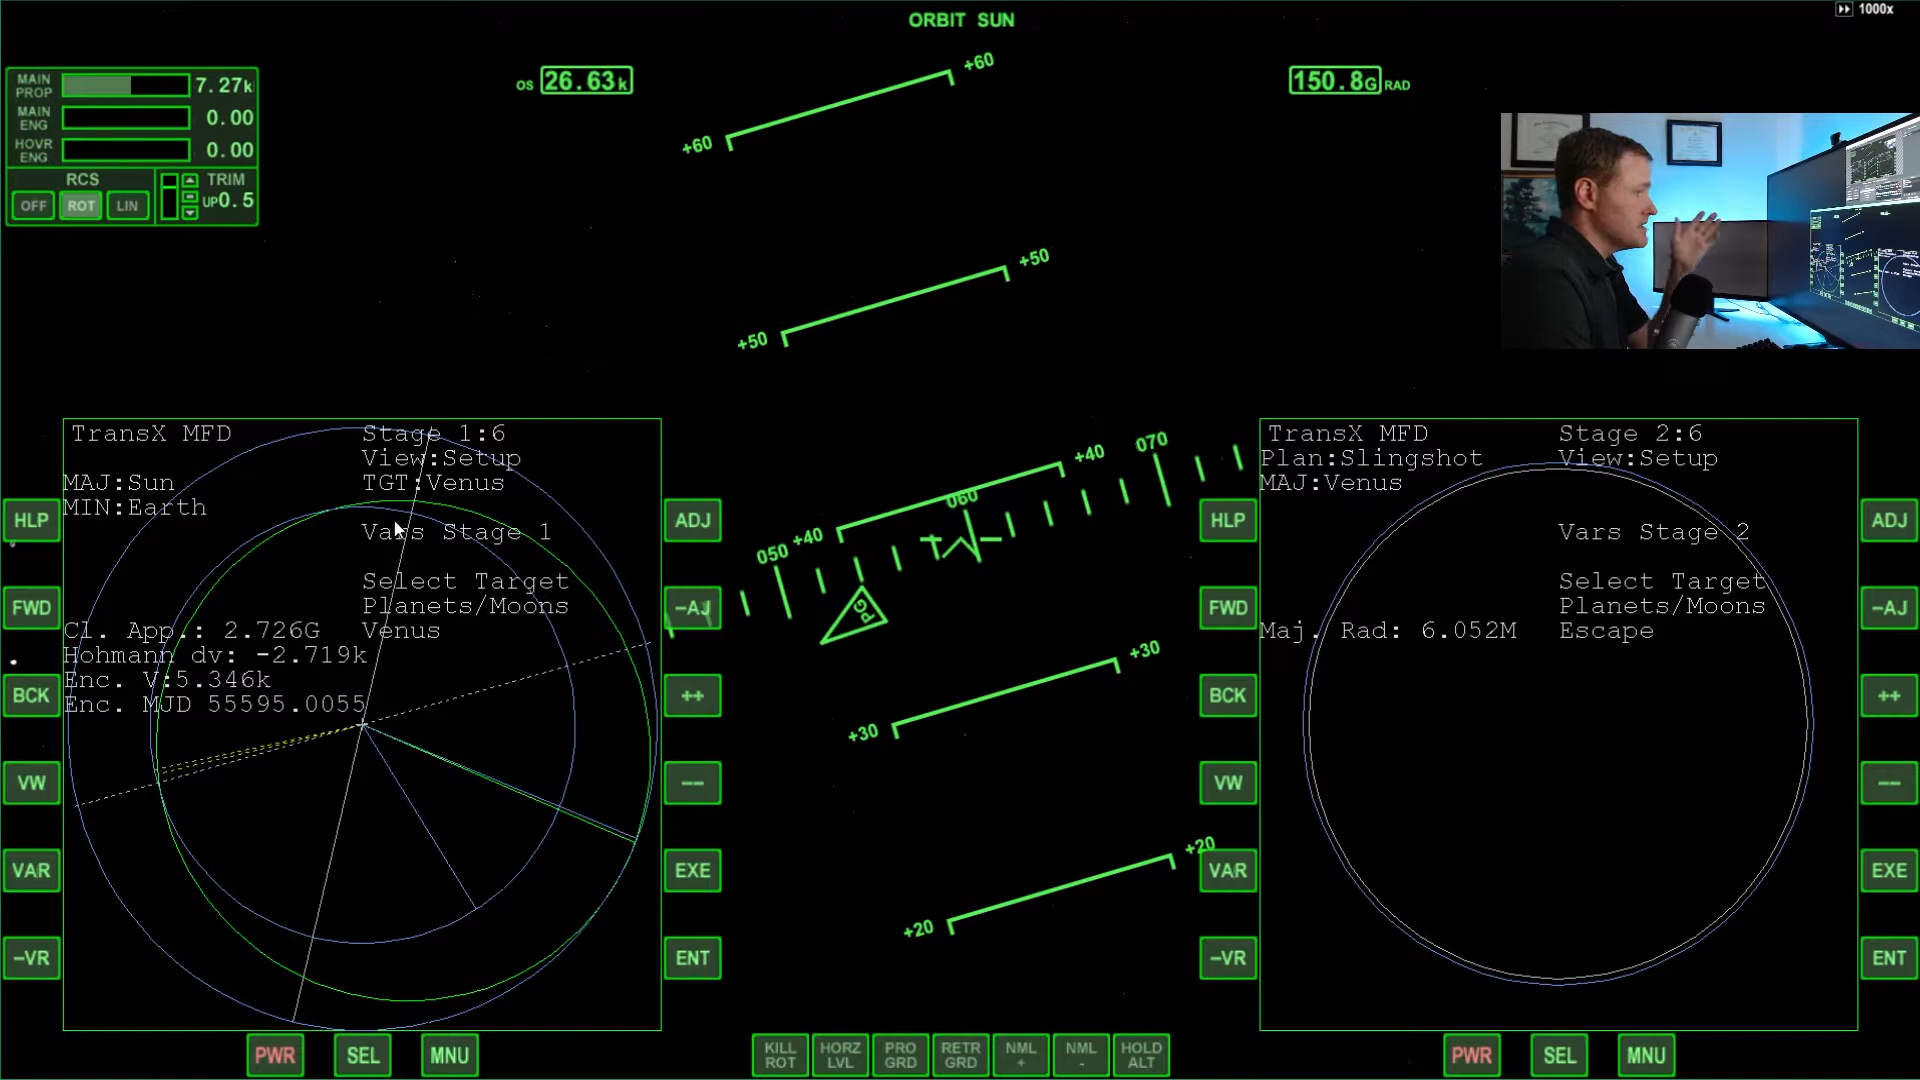 ORBIT SUN
1000x
MAIN PROP 7.27k
MAIN ENG 0.00
HOVR ENG 0.00
RCS
TRIM
OFF ROT LIN
UP 0.5
OS 26.63k
150.8G RAD
+60 +60
+50 +50
+40 +40
050 060 070
PG
+30 +30
+20 +20
TransX MFD
Stage 1:6
View:Setup
MAJ:Sun
TGT:Venus
MIN:Earth
Vars Stage 1
Select Target
Planets/Moons
Cl. App.: 2.726G
Venus
Hohmann dv: -2.719k
Enc. V:5.346k
Enc. MJD 55595.0055
HLP
FWD
BCK
VW
VAR
-VR
ADJ
-AJ
++
--
EXE
ENT
PWR SEL MNU
KILL ROT
HORZ LVL
PRO GRD
RETR GRD
NML +
NML -
HOLD ALT
TransX MFD
Stage 2:6
Plan:Slingshot
View:Setup
MAJ:Venus
Vars Stage 2
Select Target
Planets/Moons
Maj. Rad: 6.052M
Escape
HLP
FWD
BCK
VW
VAR
-VR
ADJ
-AJ
++
--
EXE
ENT
PWR SEL MNU